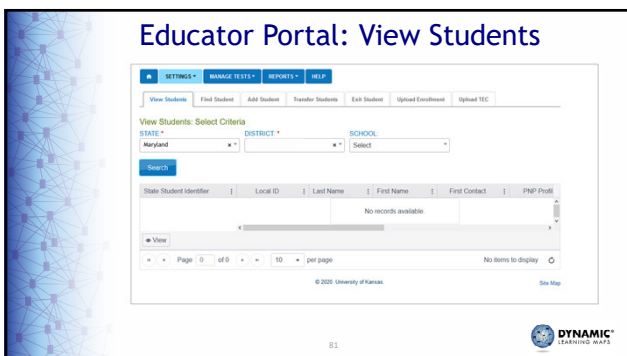 Educator Portal: View Students
SETTINGS MANAGE TESTS REPORTS HELP
View Students Find Student Add Student Transfer Students Exit Student Upload Enrollment Upload TEC
View Students: Select Criteria
STATE:* DISTRICT:* SCHOOL:
Maryland x x Select
Search
State Student Identifier Local ID Last Name First Name First Contact PNP Profil
No records available.
View
Page 0 of 0 10 per page No items to display
© 2020 University of Kansas Site Map
81
DYNAMIC®
LEARNING MAPS